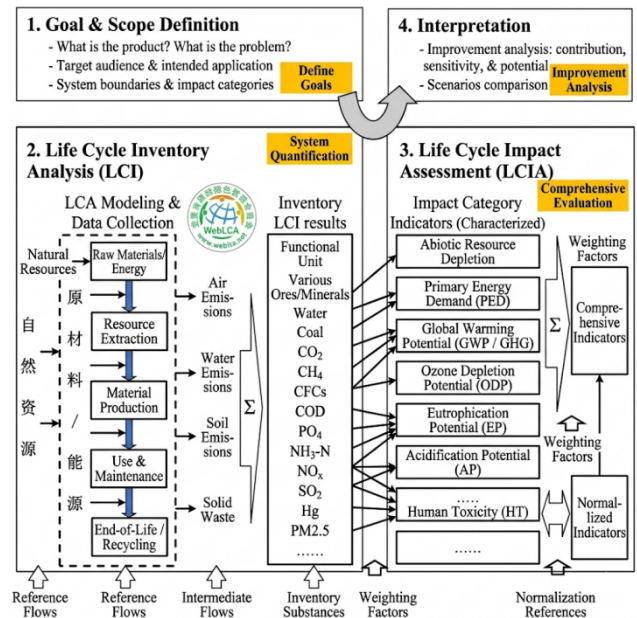 1. Goal & Scope Definition
- What is the product? What is the problem?
- Target audience & intended application
- System boundaries & impact categories
Define
Goals
4. Interpretation
- Improvement analysis: contribution,
sensitivity, & potential
- Scenarios comparison
Improvement
Analysis
2. Life Cycle Inventory
Analysis (LCI)
System
Quantification
LCA Modeling &
Data Collection
WebLCA
www.weblca.net
Natural
Resources
自
然
资
源
原
材
料
/
能
源
Raw Materials/
Energy
Resource
Extraction
Material
Production
Use &
Maintenance
End-of-Life /
Recycling
Air
Emis-
sions
Water
Emis-
sions
Soil
Emis-
sions
Solid
Waste
Σ
Inventory
LCI results
Functional
Unit
Various
Ores/Minerals
Water
Coal
CO₂
CH₄
CFCs
COD
PO₄
NH₃-N
NOₓ
SO₂
Hg
PM2.5
......
3. Life Cycle Impact
Assessment (LCIA)
Comprehensive
Evaluation
Impact Category
Indicators (Characterized)
Abiotic Resource
Depletion
Primary Energy
Demand (PED)
Global Warming
Potential (GWP / GHG)
Ozone Depletion
Potential (ODP)
Eutrophication
Potential (EP)
Acidification Potential
(AP)
.....
Human Toxicity (HT)
......
Σ
Weighting
Factors
Compre-
hensive
Indicators
Weighting
Factors
Normal-
lized
Indicators
Reference
Flows
Reference
Flows
Intermediate
Flows
Inventory
Substances
Weighting
Factors
Normalization
References